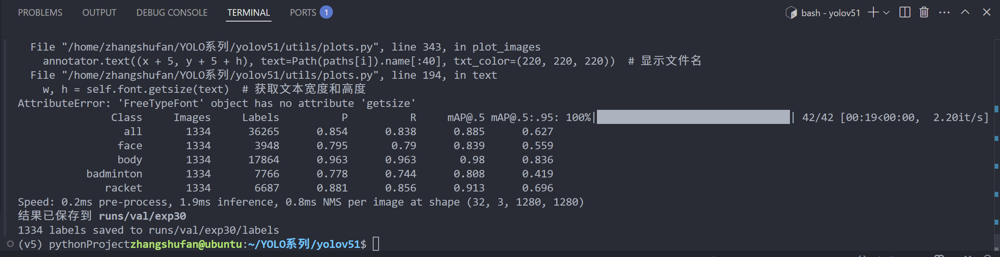 PROBLEMS OUTPUT DEBUG CONSOLE TERMINAL PORTS 1 bash - yolov51
File "/home/zhangshufan/YOLO系列/yolov51/utils/plots.py", line 343, in plot_images
annotator.text((x + 5, y + 5 + h), text=Path(paths[i]).name[:40], txt_color=(220, 220, 220))  # 显示文件名
File "/home/zhangshufan/YOLO系列/yolov51/utils/plots.py", line 194, in text
w, h = self.font.getsize(text)  # 获取文本宽度和高度
AttributeError: 'FreeTypeFont' object has no attribute 'getsize'
Class Images Labels P R mAP@.5 mAP@.5:.95: 100%|██████████| 42/42 [00:19<00:00, 2.20it/s]
all 1334 36265 0.854 0.838 0.885 0.627
face 1334 3948 0.795 0.79 0.839 0.559
body 1334 17864 0.963 0.963 0.98 0.836
badminton 1334 7766 0.778 0.744 0.808 0.419
racket 1334 6687 0.881 0.856 0.913 0.696
Speed: 0.2ms pre-process, 1.9ms inference, 0.8ms NMS per image at shape (32, 3, 1280, 1280)
结果已保存到 runs/val/exp30
1334 labels saved to runs/val/exp30/labels
(v5) pythonProjectzhangshufan@ubuntu:~/YOLO系列/yolov51$